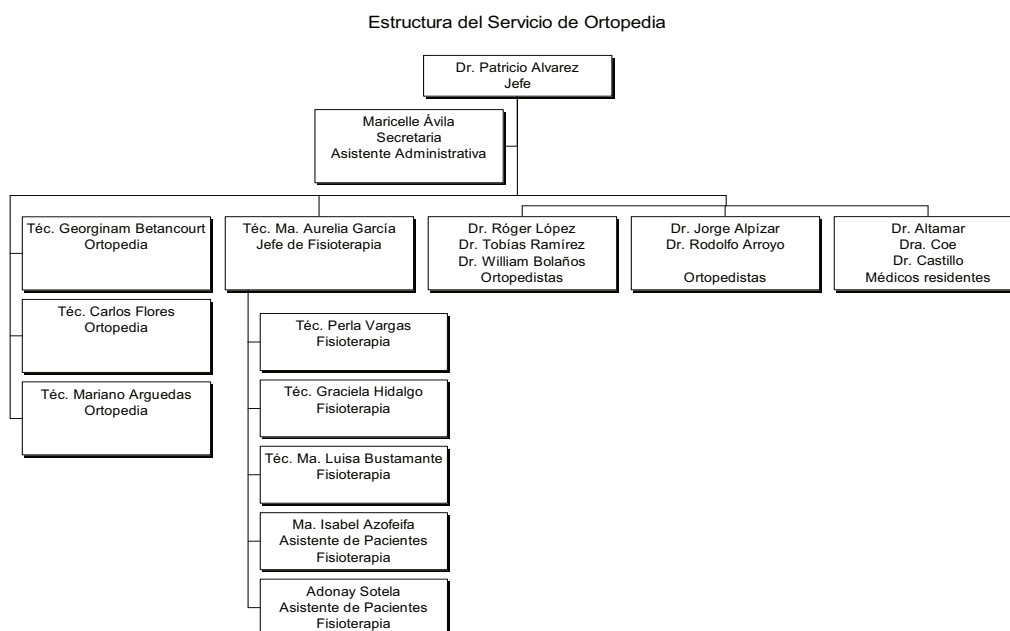 Estructura del Servicio de Ortopedia
Dr. Patricio Alvarez
Jefe
Maricelle Ávila
Secretaria
Asistente Administrativa
Téc. Georginam Betancourt
Ortopedia
Téc. Carlos Flores
Ortopedia
Téc. Mariano Arguedas
Ortopedia
Téc. Ma. Aurelia García
Jefe de Fisioterapia
Téc. Perla Vargas
Fisioterapia
Téc. Graciela Hidalgo
Fisioterapia
Téc. Ma. Luisa Bustamante
Fisioterapia
Ma. Isabel Azofeifa
Asistente de Pacientes
Fisioterapia
Adonay Sotela
Asistente de Pacientes
Fisioterapia
Dr. Róger López
Dr. Tobías Ramírez
Dr. William Bolaños
Ortopedistas
Dr. Jorge Alpízar
Dr. Rodolfo Arroyo
Ortopedistas
Dr. Altamar
Dra. Coe
Dr. Castillo
Médicos residentes